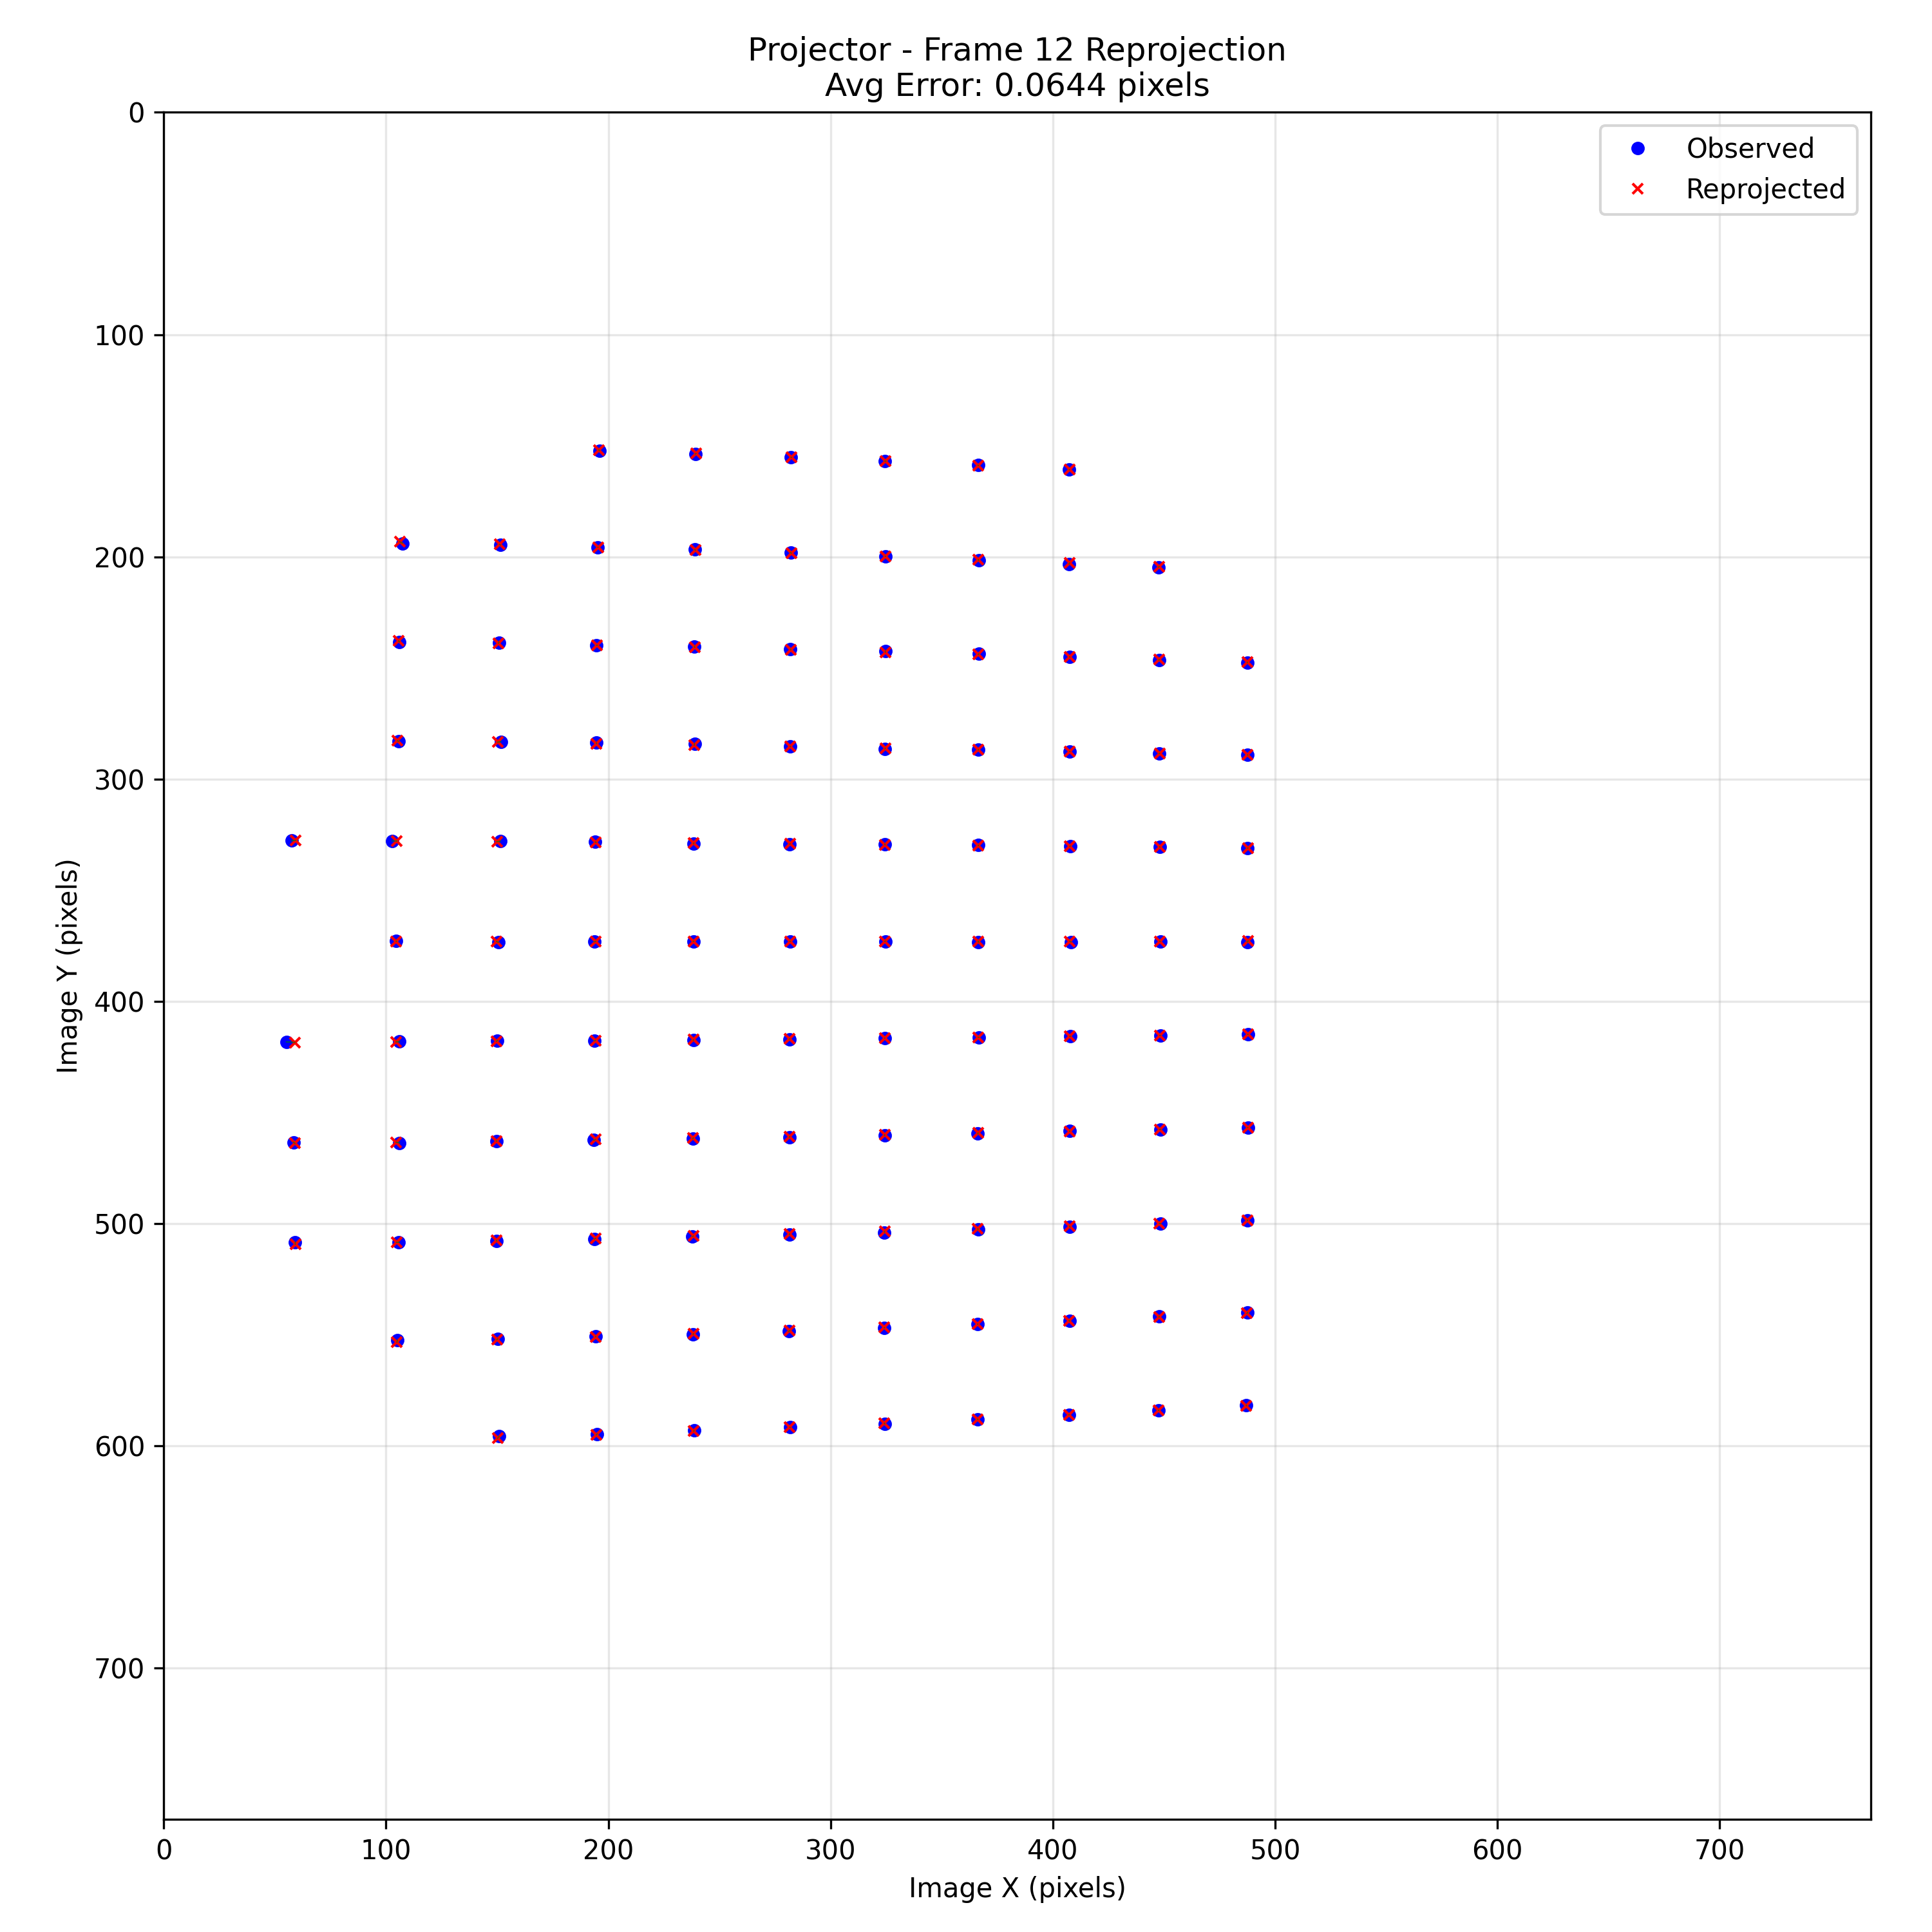 Projector - Frame 12 Reprojection
Avg Error: 0.0644 pixels
Observed
Reprojected
0
100
200
300
400
500
600
700
Image Y (pixels)
0 100 200 300 400 500 600 700
Image X (pixels)